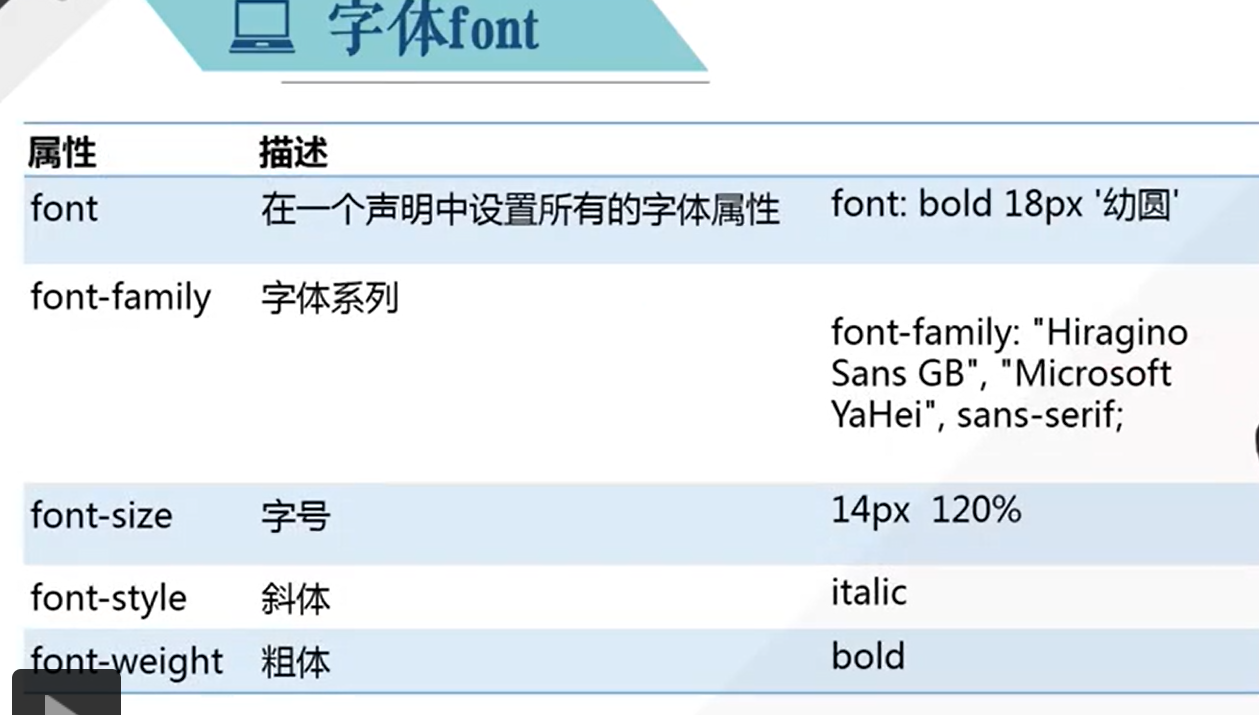 字体font
属性 描述
font 在一个声明中设置所有的字体属性 font: bold 18px '幼圆'
font-family 字体系列
font-family: "Hiragino
Sans GB", "Microsoft
YaHei", sans-serif;
font-size 字号 14px 120%
font-style 斜体 italic
font-weight 粗体 bold